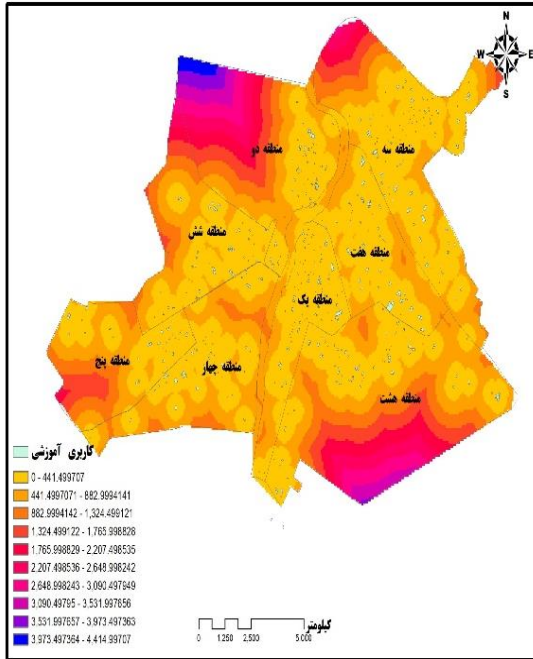 N
W E
S
منطقه سه
منطقه دو
منطقه شش
منطقه هفت
منطقه یک
منطقه پنج
منطقه چهار
منطقه هشت
کاربری آموزشی
0 - 441.499707
441.4997071 - 882.9994141
882.9994142 - 1,324.499121
1,324.499122 - 1,765.998828
1,765.998829 - 2,207.498535
2,207.498536 - 2,648.998242
2,648.998243 - 3,090.497949
3,090.49795 - 3,531.997656
3,531.997657 - 3,973.497363
3,973.497364 - 4,414.99707
کیلومتر
0 1,250 2,500 5,000